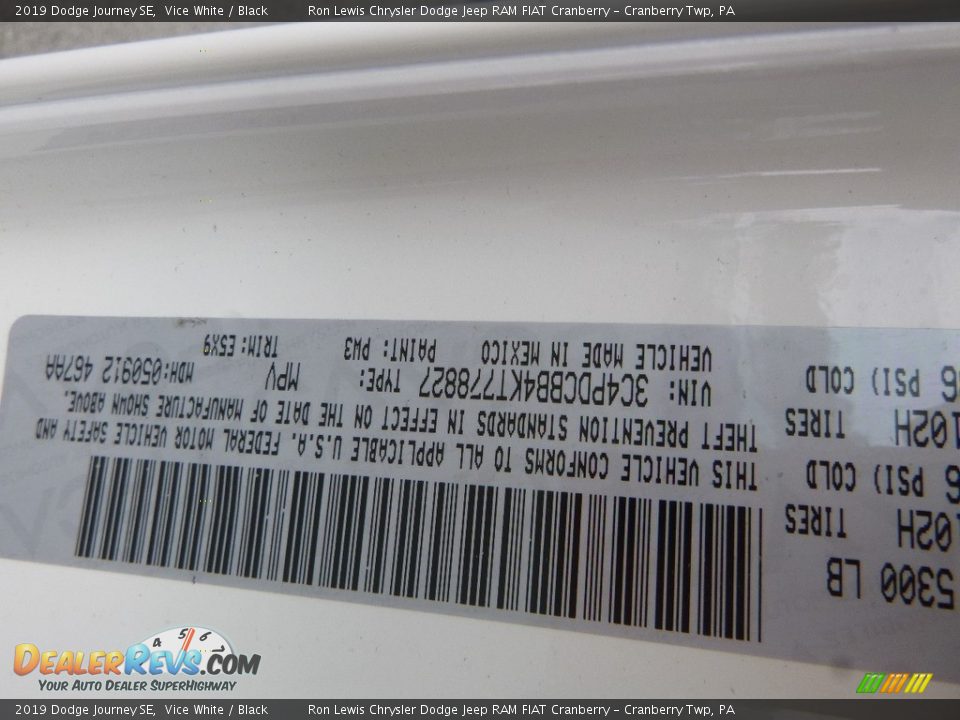 2019 Dodge Journey SE, Vice White / Black Ron Lewis Chrysler Dodge Jeep RAM FIAT Cranberry - Cranberry Twp, PA
5300 LB
102H TIRES
6 PSI) COLD
102H TIRES
6 PSI) COLD
THIS VEHICLE CONFORMS TO ALL APPLICABLE U.S.A. FEDERAL MOTOR VEHICLE SAFETY AND
THEFT PREVENTION STANDARDS IN EFFECT ON THE DATE OF MANUFACTURE SHOWN ABOVE.
VIN: 3C4PDCBB4KT778827 TYPE: MPV MDH:050912 467AA
VEHICLE MADE IN MEXICO PAINT: PW3 TRIM:E5X9
4 5 6
DEALERREVS.COM
YOUR AUTO DEALER SUPERHIGHWAY
2019 Dodge Journey SE, Vice White / Black Ron Lewis Chrysler Dodge Jeep RAM FIAT Cranberry - Cranberry Twp, PA